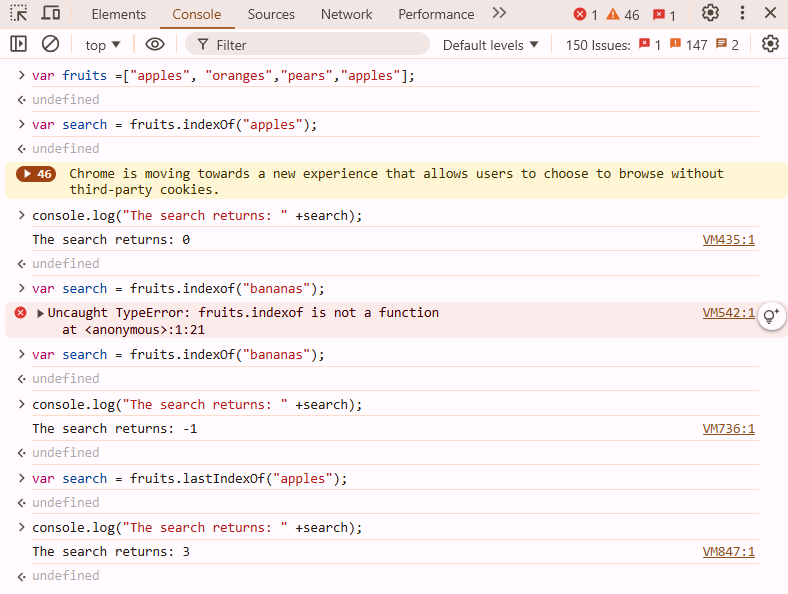 Elements Console Sources Network Performance 1 46 1
top Filter Default levels 150 Issues: 1 147 2
var fruits =["apples", "oranges","pears","apples"];
undefined
var search = fruits.indexOf("apples");
undefined
46 Chrome is moving towards a new experience that allows users to choose to browse without
third-party cookies.
console.log("The search returns: " +search);
The search returns: 0 VM435:1
undefined
var search = fruits.indexof("bananas");
Uncaught TypeError: fruits.indexof is not a function VM542:1
at <anonymous>:1:21
var search = fruits.indexOf("bananas");
undefined
console.log("The search returns: " +search);
The search returns: -1 VM736:1
undefined
var search = fruits.lastIndexOf("apples");
undefined
console.log("The search returns: " +search);
The search returns: 3 VM847:1
undefined